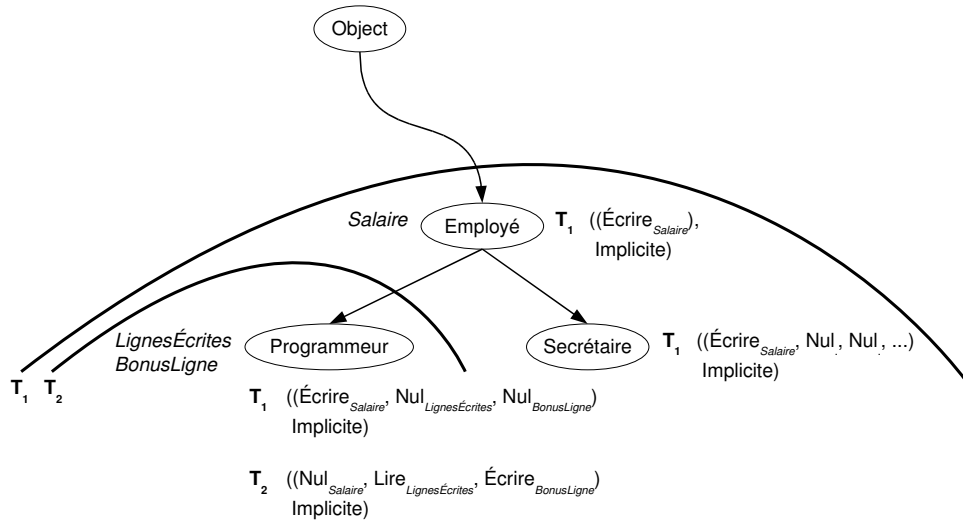 Object
Salaire
Employé
T1 ((ÉcrireSalaire),
Implicite)
LignesÉcrites
BonusLigne
Programmeur
Secrétaire
T1 ((ÉcrireSalaire, Nul, Nul, ...)
Implicite)
T1 T2
T1 ((ÉcrireSalaire, NulLignesÉcrites, NulBonusLigne)
Implicite)
T2 ((NulSalaire, LireLignesÉcrites, ÉcrireBonusLigne)
Implicite)